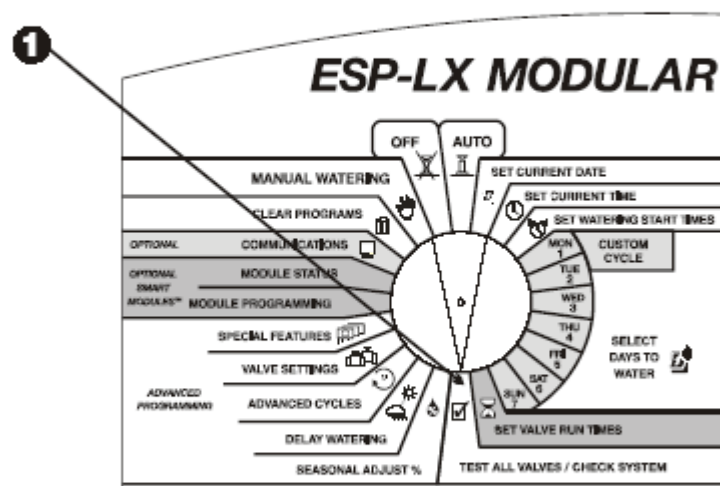 1
ESP-LX MODULAR
OFF
AUTO
MANUAL WATERING
SET CURRENT DATE
CLEAR PROGRAMS
SET CURRENT TIME
SET WATERING START TIMES
OPTIONAL
COMMUNICATIONS
MON
1
CUSTOM
CYCLE
OPTIONAL
SMART
MODULES™
MODULE STATUS
MODULE PROGRAMMING
TUE
2
WED
3
THU
4
FRI
5
SAT
6
SUN
7
SELECT
DAYS TO
WATER
SPECIAL FEATURES
VALVE SETTINGS
ADVANCED
PROGRAMMING
ADVANCED CYCLES
DELAY WATERING
SET VALVE RUN TIMES
SEASONAL ADJUST %
TEST ALL VALVES / CHECK SYSTEM